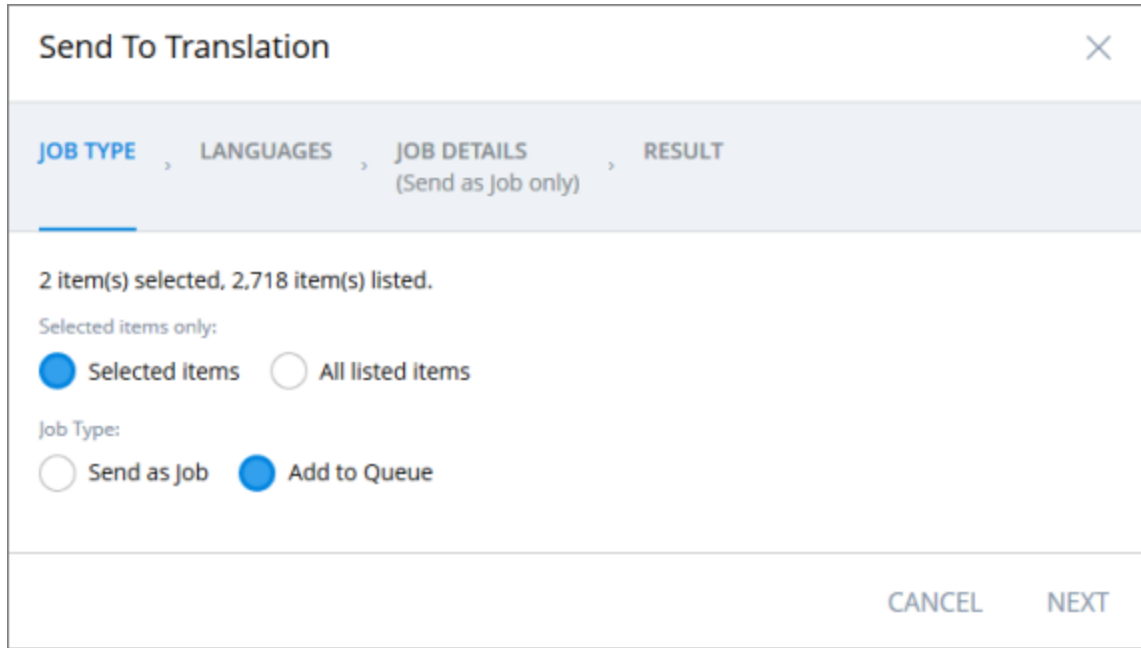 Send To Translation
JOB TYPE › LANGUAGES › JOB DETAILS › RESULT
(Send as Job only)
2 item(s) selected, 2,718 item(s) listed.
Selected items only:
Selected items All listed items
Job Type:
Send as Job Add to Queue
CANCEL NEXT